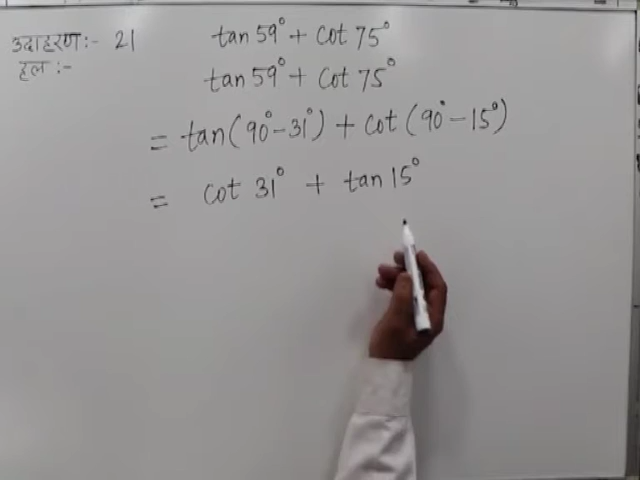 उदाहरण:- 21 tan 59° + cot 75°
हल :- tan 59° + cot 75°
= tan (90° - 31°) + cot (90° - 15°)
= cot 31° + tan 15°